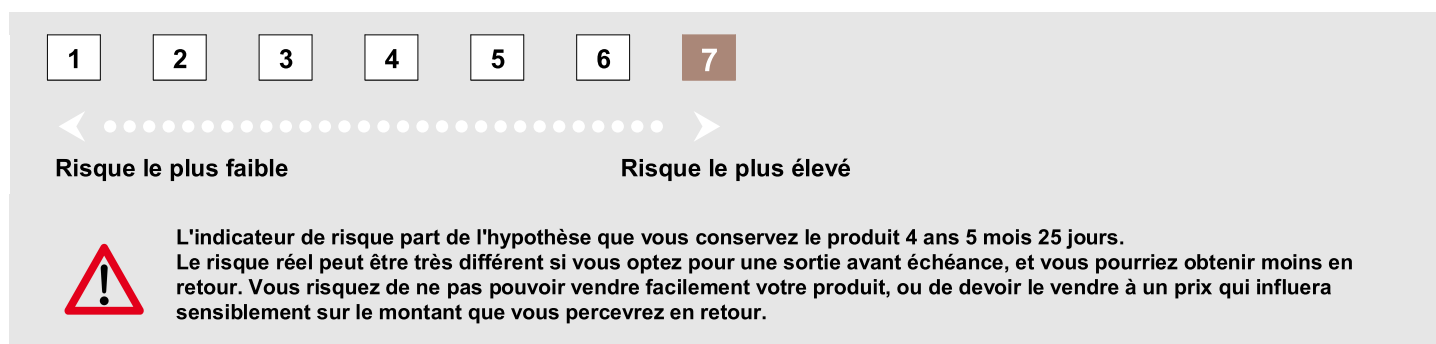 1 2 3 4 5 6 7
Risque le plus faible Risque le plus élevé
L'indicateur de risque part de l'hypothèse que vous conservez le produit 4 ans 5 mois 25 jours.
Le risque réel peut être très différent si vous optez pour une sortie avant échéance, et vous pourriez obtenir moins en
retour. Vous risquez de ne pas pouvoir vendre facilement votre produit, ou de devoir le vendre à un prix qui influera
sensiblement sur le montant que vous percevrez en retour.